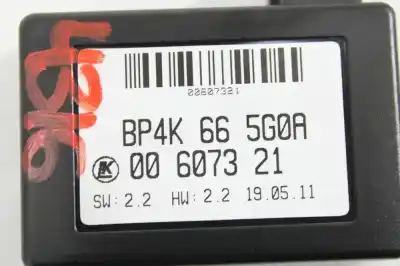 00607321
BP4K 66 5G0A
00 6073 21
SW: 2.2 HW: 2.2 19.05.11